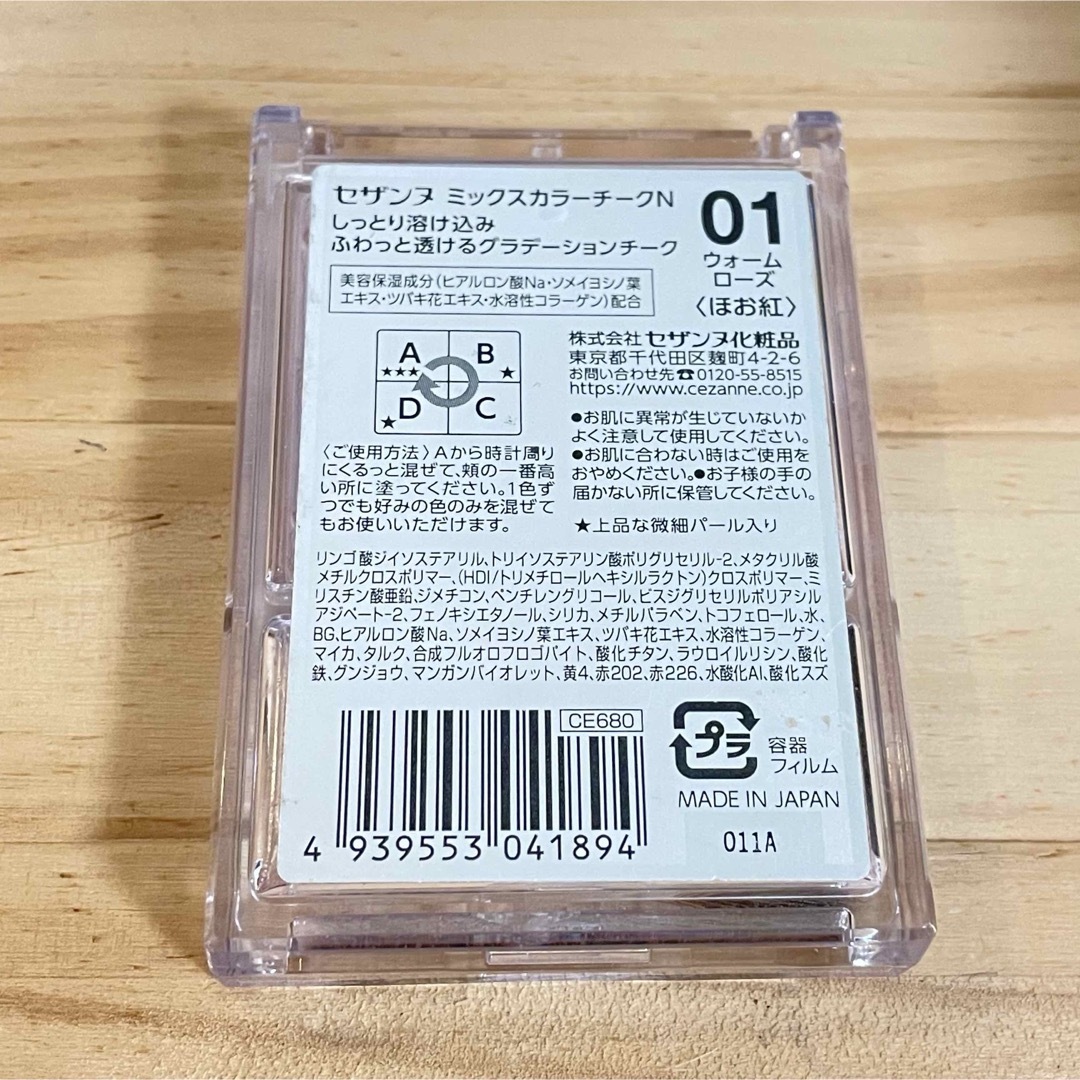 セザンヌ ミックスカラーチークN
しっとり溶け込み
ふわっと透けるグラデーションチーク
01
ウォーム
ローズ
〈ほお紅〉
美容保湿成分(ヒアルロン酸Na・ソメイヨシノ葉
エキス・ツバキ花エキス・水溶性コラーゲン)配合
A
★★★
B
★
D
★
C
〈ご使用方法〉Aから時計周り
にくるっと混ぜて、頬の一番高
い所に塗ってください。1色ず
つでも好みの色のみを混ぜて
もお使いいただけます。
株式会社 セザンヌ化粧品
東京都千代田区麹町4-2-6
お問い合わせ先☎0120-55-8515
https://www.cezanne.co.jp
●お肌に異常が生じていないか
よく注意して使用してください。
●お肌に合わない時はご使用を
おやめください。●お子様の手の
届かない所に保管してください。
★上品な微細パール入り
リンゴ酸ジイソステアリル、トリイソステアリン酸ポリグリセリル-2、メタクリル酸
メチルクロスポリマー、(HDI/トリメチロールヘキシルラクトン)クロスポリマー、ミ
リスチン酸亜鉛、ジメチコン、ペンチレングリコール、ビスジグリセリルポリアシル
アジペート-2、フェノキシエタノール、シリカ、メチルパラベン、トコフェロール、水、
BG、ヒアルロン酸Na、ソメイヨシノ葉エキス、ツバキ花エキス、水溶性コラーゲン、
マイカ、タルク、合成フルオロフロゴパイト、酸化チタン、ラウロイルリシン、酸化
鉄、グンジョウ、マンガンバイオレット、黄4、赤202、赤226、水酸化Al、酸化スズ
CE680
4 939553 041894
プラ
容器
フィルム
MADE IN JAPAN
011A